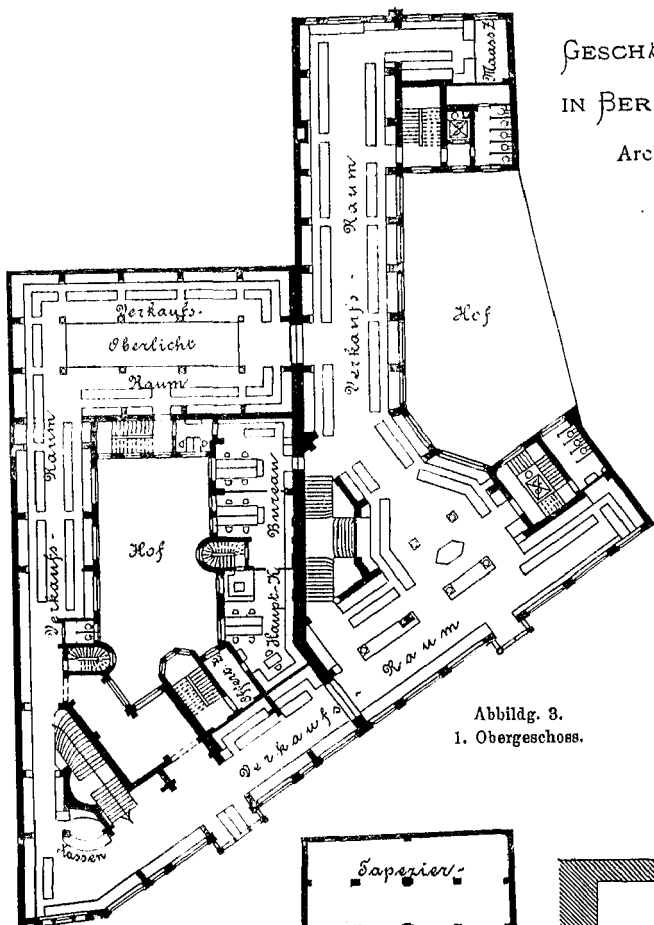 GESCHÄ
IN BER
Arc
Maass Z.
Verkaufs-Raum
Hof
Verkaufs-
Oberlicht
Raum
Verkaufs-Raum
Hof
Bureau
Haupt-K.
Verkaufs-Raum
Kassen
Abbildg. 3.
1. Obergeschoss.
Tapezier-